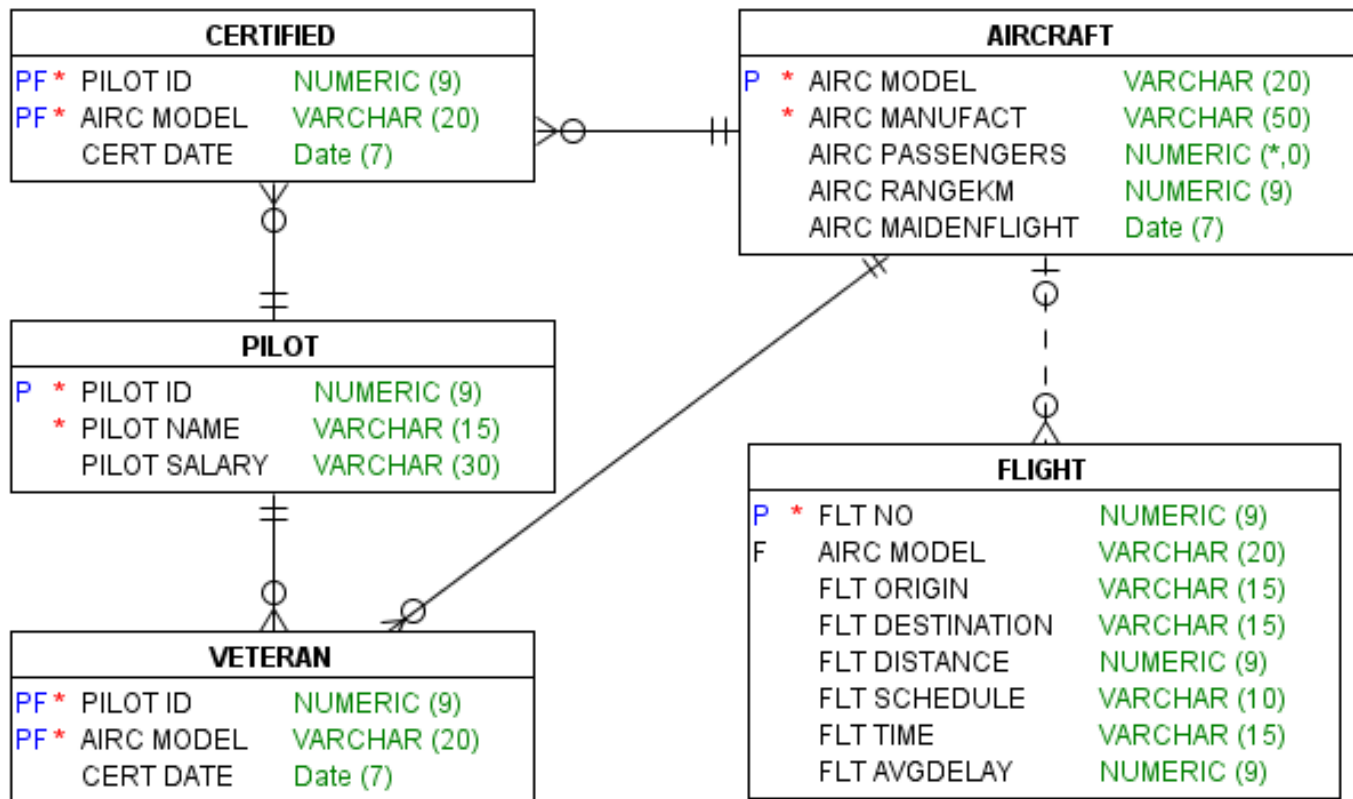 CERTIFIED
PF * PILOT ID NUMERIC (9)
PF * AIRC MODEL VARCHAR (20)
CERT DATE Date (7)
AIRCRAFT
P * AIRC MODEL VARCHAR (20)
* AIRC MANUFACT VARCHAR (50)
AIRC PASSENGERS NUMERIC (*,0)
AIRC RANGEKM NUMERIC (9)
AIRC MAIDENFLIGHT Date (7)
PILOT
P * PILOT ID NUMERIC (9)
* PILOT NAME VARCHAR (15)
PILOT SALARY VARCHAR (30)
FLIGHT
P * FLT NO NUMERIC (9)
F AIRC MODEL VARCHAR (20)
FLT ORIGIN VARCHAR (15)
FLT DESTINATION VARCHAR (15)
FLT DISTANCE NUMERIC (9)
FLT SCHEDULE VARCHAR (10)
FLT TIME VARCHAR (15)
FLT AVGDELAY NUMERIC (9)
VETERAN
PF * PILOT ID NUMERIC (9)
PF * AIRC MODEL VARCHAR (20)
CERT DATE Date (7)